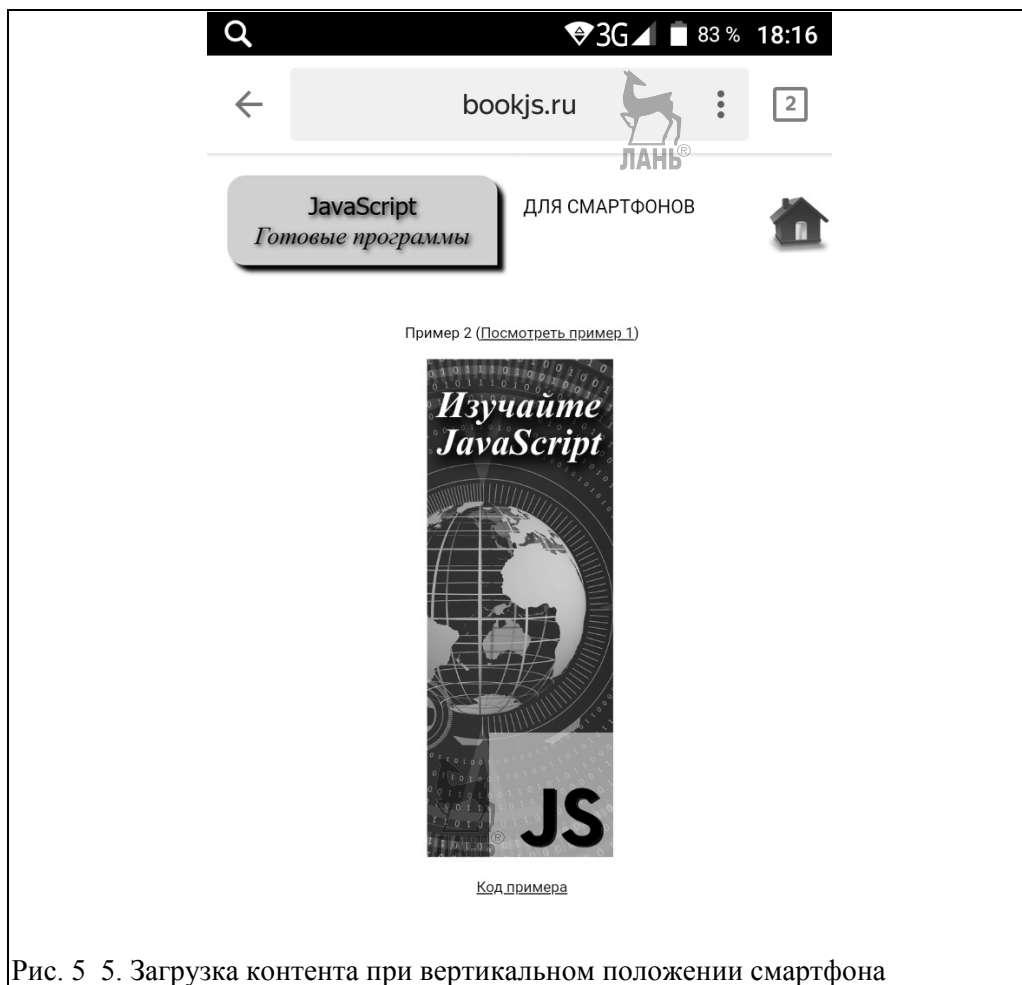 3G 83 % 18:16
bookjs.ru 2
ЛАНЬ®
JavaScript
Готовые программы
ДЛЯ СМАРТФОНОВ
Пример 2 (Посмотреть пример 1)
Изучайте
JavaScript
JS
®
Код примера
Рис. 5 5. Загрузка контента при вертикальном положении смартфона